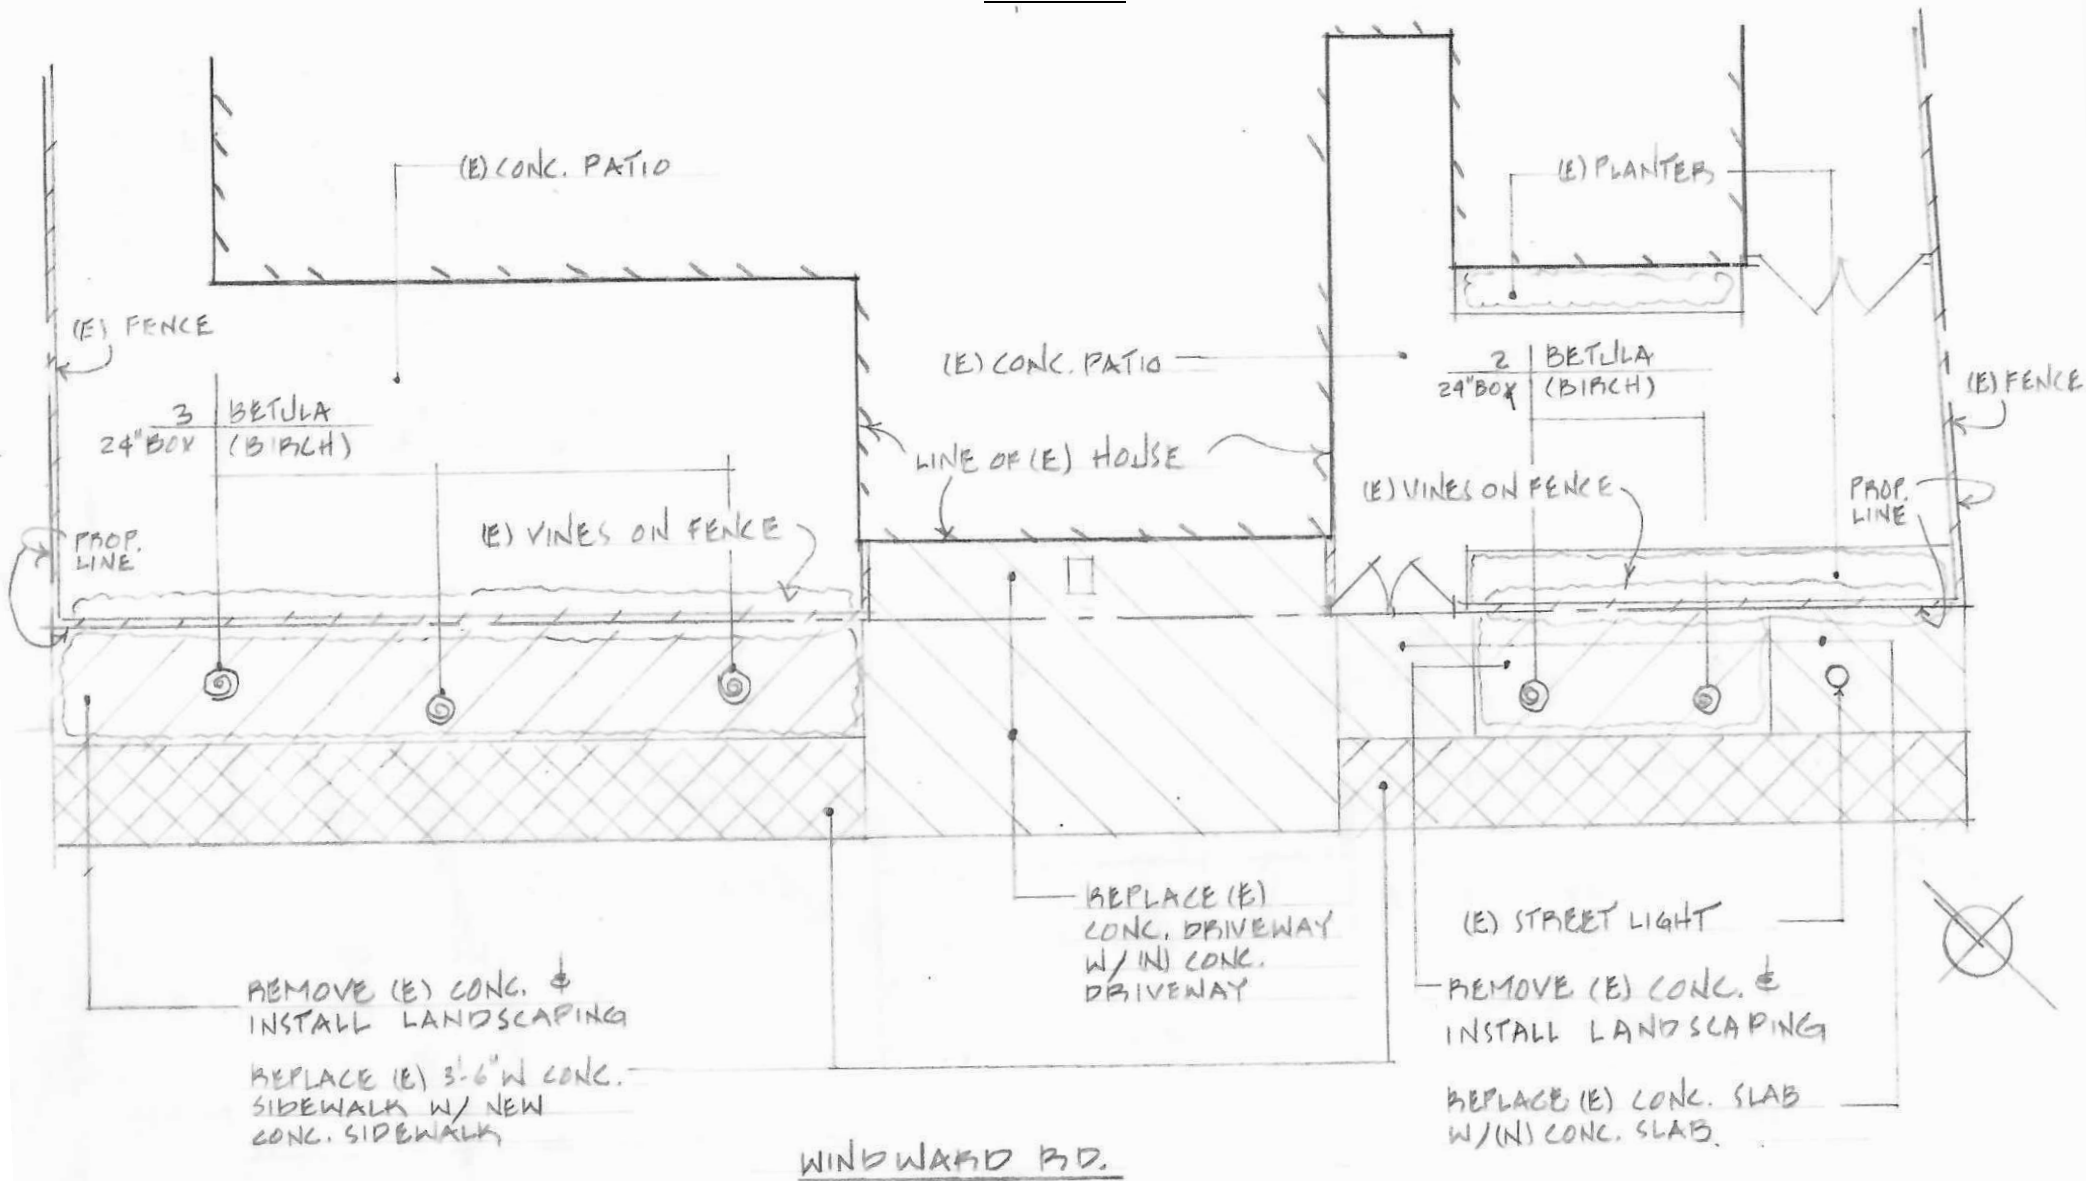 (E) CONC. PATIO
(E) PLANTER
(E) FENCE
(E) CONC. PATIO
2 BETULA
24" BOX (BIRCH)
(E) FENCE
3 BETULA
24" BOX (BIRCH)
LINE OF (E) HOUSE
(E) VINES ON FENCE
PROP.
LINE
(E) VINES ON FENCE
PROP.
LINE
REPLACE (E)
CONC. DRIVEWAY
W/ (N) CONC.
DRIVEWAY
(E) STREET LIGHT
REMOVE (E) CONC. &
INSTALL LANDSCAPING
REMOVE (E) CONC. &
INSTALL LANDSCAPING
REPLACE (E) 3'-6" W CONC.
SIDEWALK W/ NEW
CONC. SIDEWALK
REPLACE (E) CONC. SLAB
W/ (N) CONC. SLAB.
WINDWARD RD.